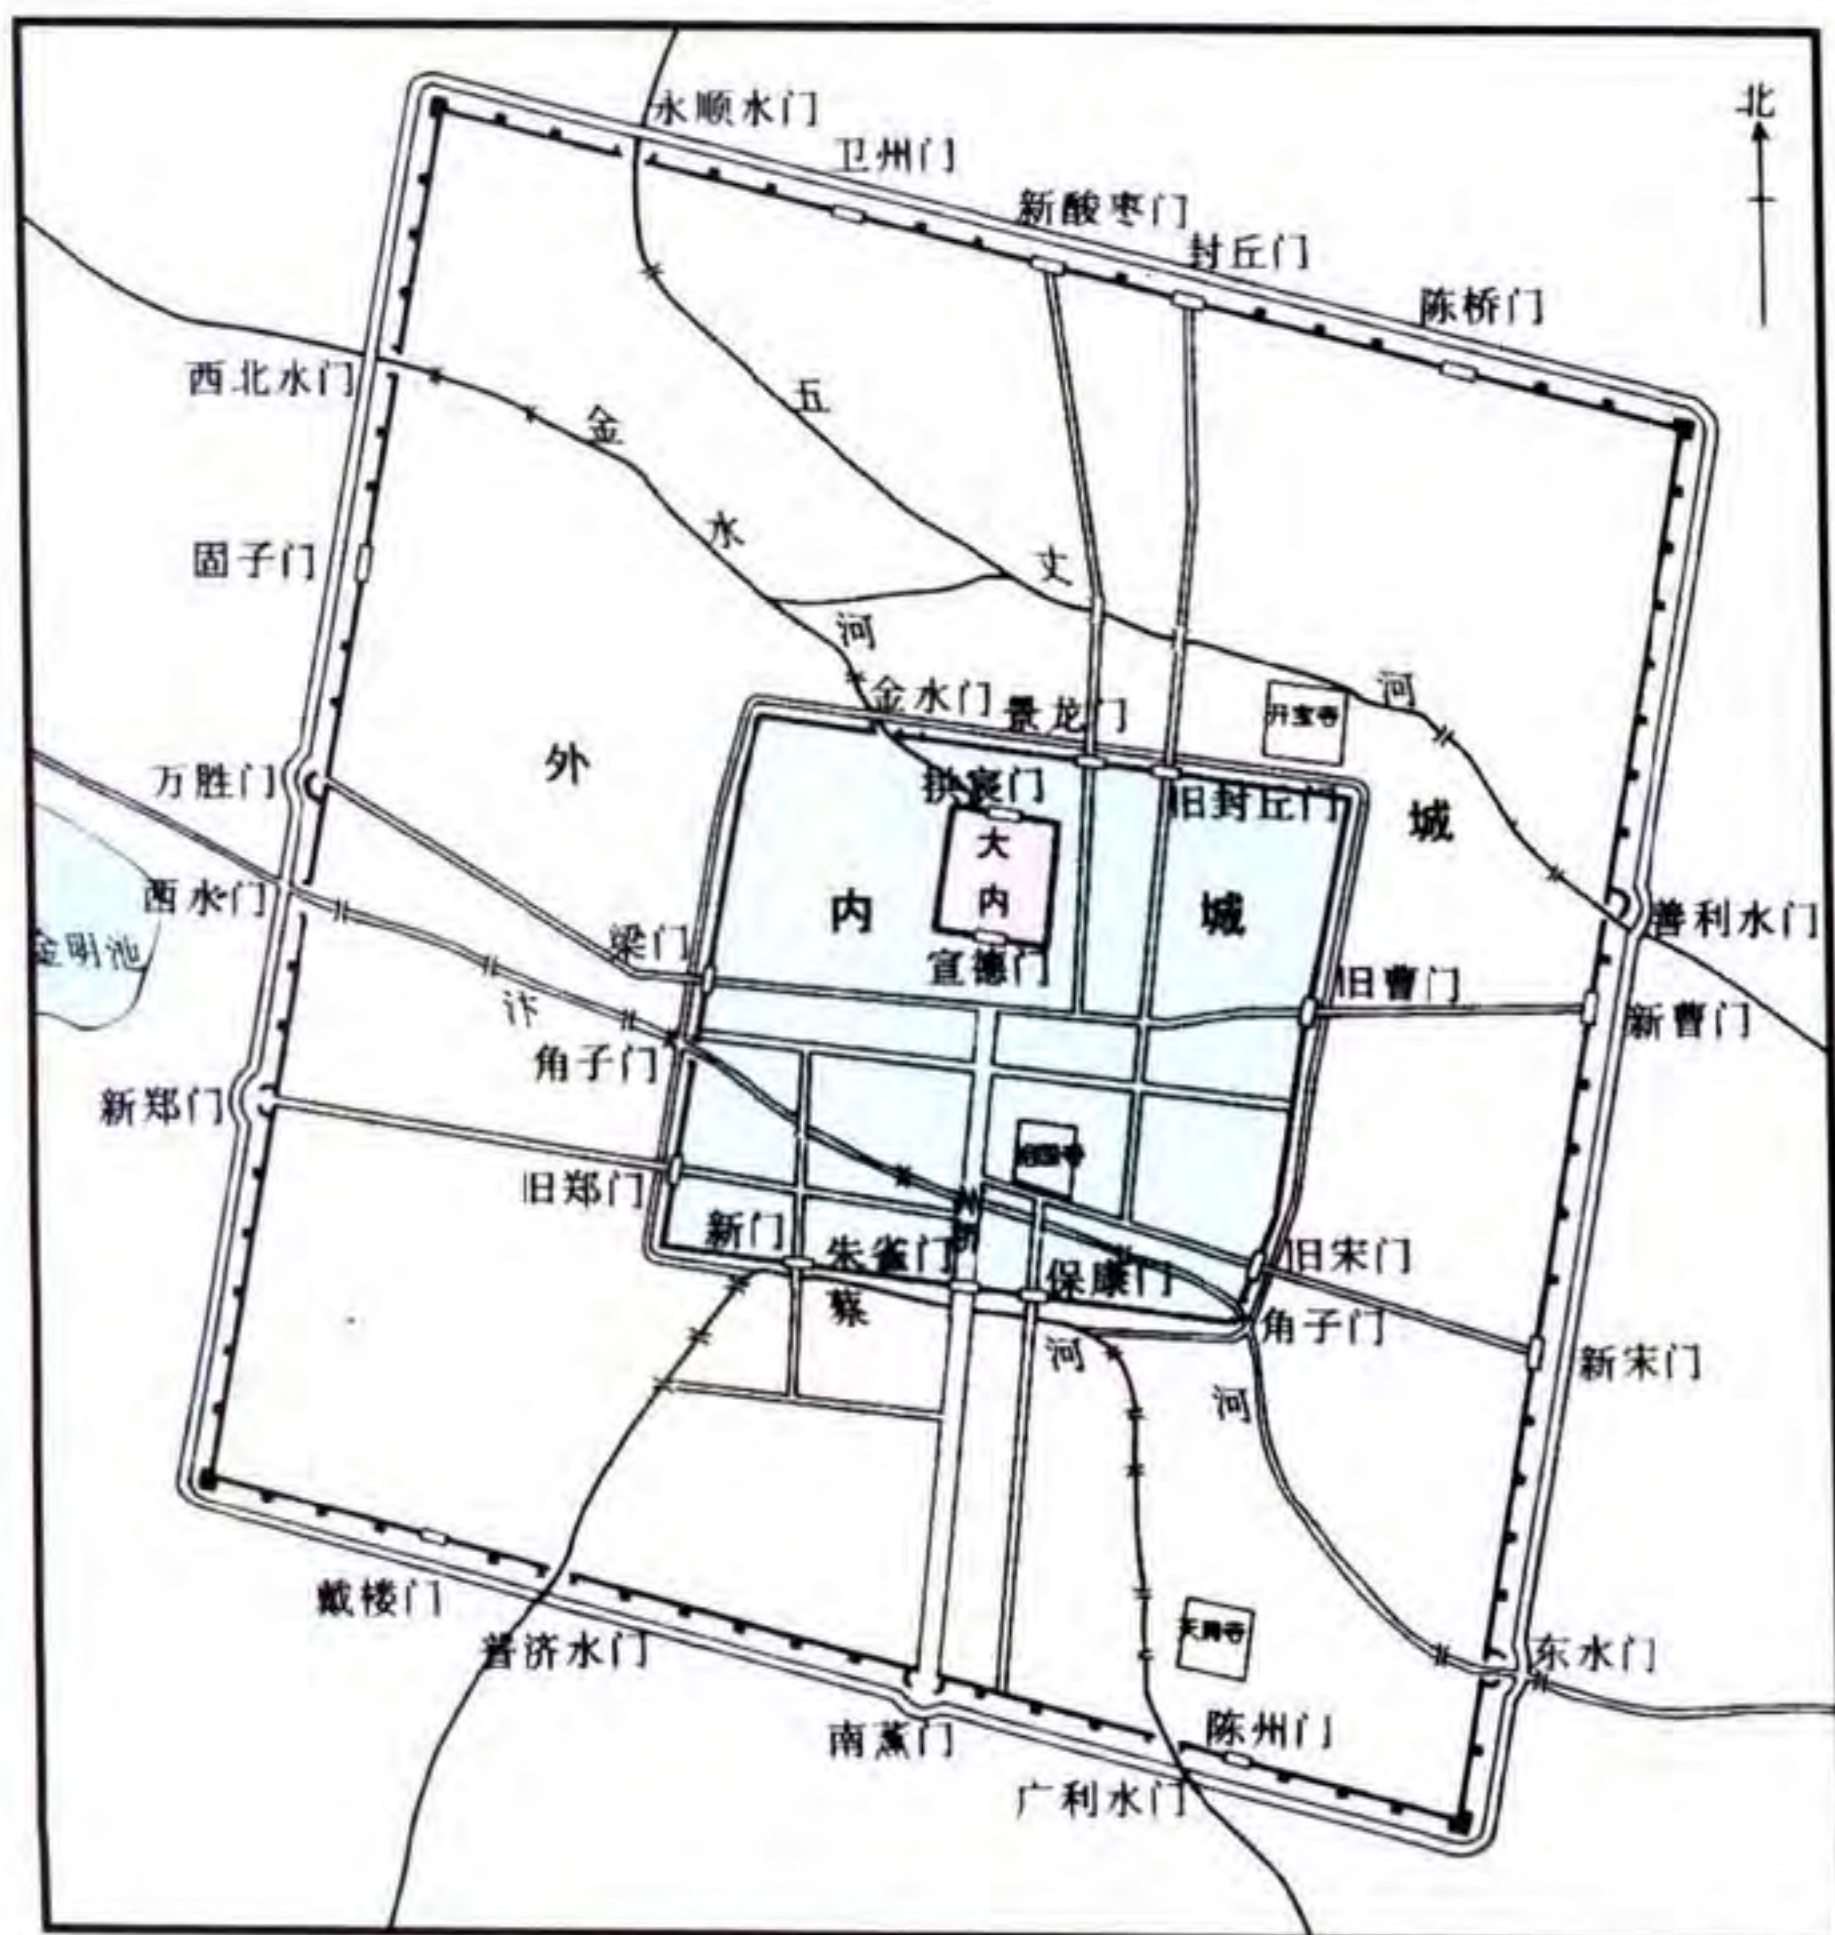 北
永顺水门
卫州门
新酸枣门
封丘门
陈桥门
西北水门
金
水
河
五
丈
河
固子门
金水门
景龙门
开宝寺
外
城
万胜门
拱宸门
旧封丘门
大
内
内
城
西水门
善利水门
金明池
梁门
宣德门
旧曹门
新曹门
汴
角子门
新郑门
旧郑门
相国寺
新门
朱雀门
保康门
旧宋门
蔡
河
角子门
新宋门
河
戴楼门
普济水门
东水门
南薰门
陈州门
广利水门